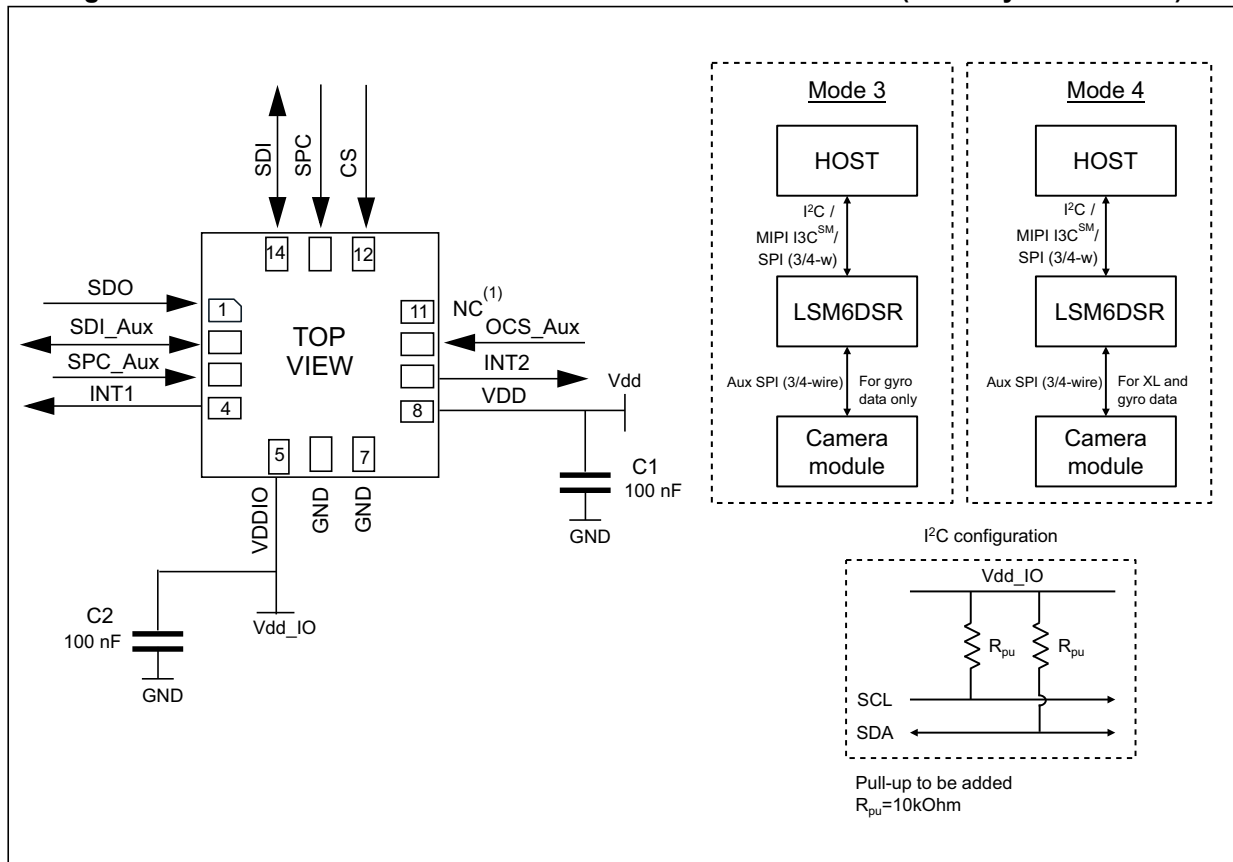 SDI
SPC
CS
14
12
SDO
SDI_Aux
SPC_Aux
INT1
1
4
TOP
VIEW
11
8
NC(1)
OCS_Aux
INT2
VDD
Vdd
5
7
VDDIO
GND
GND
C1
100 nF
GND
C2
100 nF
GND
Vdd_IO
Mode 3
HOST
I²C /
MIPI I3C^SM/
SPI (3/4-w)
LSM6DSR
Aux SPI (3/4-wire)
For gyro
data only
Camera
module
Mode 4
HOST
I²C /
MIPI I3C^SM/
SPI (3/4-w)
LSM6DSR
Aux SPI (3/4-wire)
For XL and
gyro data
Camera
module
I²C configuration
Vdd_IO
Rpu
Rpu
SCL
SDA
Pull-up to be added
Rpu=10kOhm